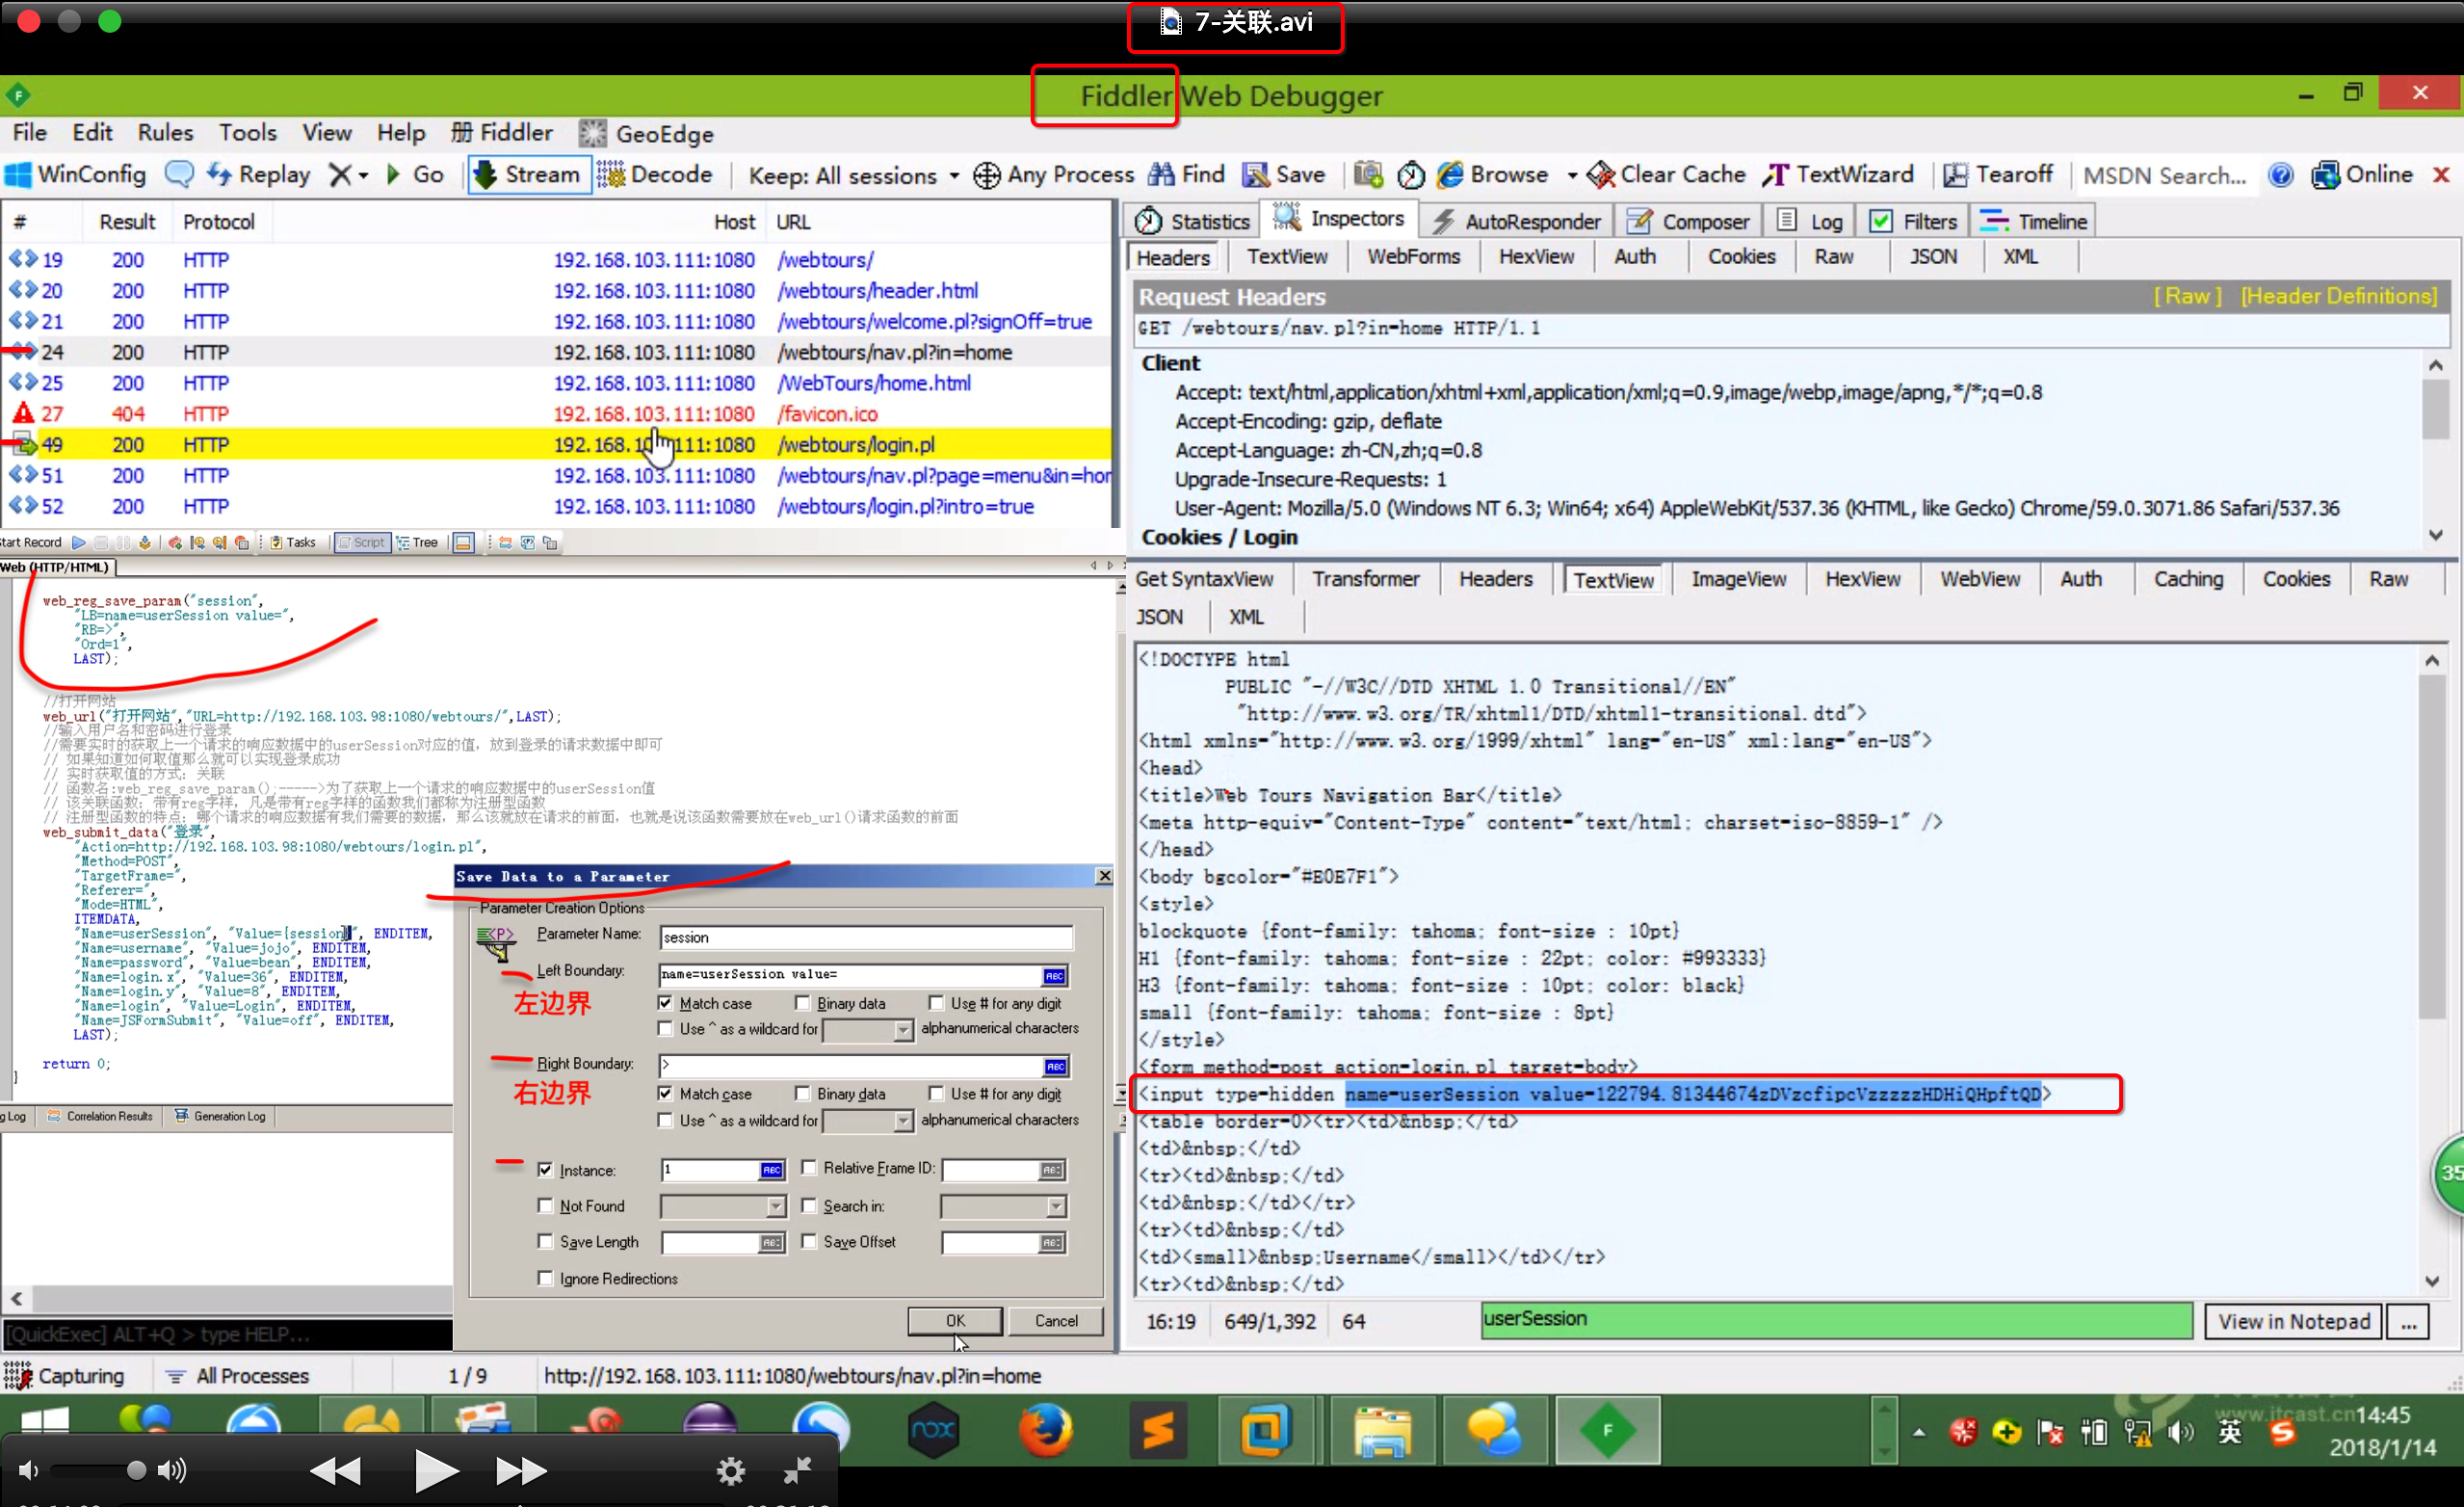 7-关联.avi
Fiddler Web Debugger
File Edit Rules Tools View Help 册 Fiddler GeoEdge
WinConfig Replay Go Stream Decode Keep: All sessions Any Process Find Save Browse Clear Cache TextWizard Tearoff MSDN Search... Online
# Result Protocol Host URL
19 200 HTTP 192.168.103.111:1080 /webtours/
20 200 HTTP 192.168.103.111:1080 /webtours/header.html
21 200 HTTP 192.168.103.111:1080 /webtours/welcome.pl?signOff=true
24 200 HTTP 192.168.103.111:1080 /webtours/nav.pl?in=home
25 200 HTTP 192.168.103.111:1080 /WebTours/home.html
27 404 HTTP 192.168.103.111:1080 /favicon.ico
49 200 HTTP 192.168.10 111:1080 /webtours/login.pl
51 200 HTTP 192.168.103.111:1080 /webtours/nav.pl?page=menu&in=hor
52 200 HTTP 192.168.103.111:1080 /webtours/login.pl?intro=true
tart Record Tasks Script Tree
Web (HTTP/HTML)
web_reg_save_param("session",
"LB=name=userSession value=",
"RB=>",
"Ord=1",
LAST);
//打开网站
web_url("打开网站","URL=http://192.168.103.98:1080/webtours/",LAST);
//输入用户名和密码进行登录
//需要实时的获取上一个请求的响应数据中的userSession对应的值，放到登录的请求数据中即可
// 如果知道如何取值那么就可以实现登录成功
// 实时获取值的方式：关联
// 函数名:web_reg_save_param();----->为了获取上一个请求的响应数据中的userSession值
// 该关联函数：带有reg字样，凡是带有reg字样的函数我们都称为注册型函数
// 注册型函数的特点：哪个请求的响应数据有我们需要的数据，那么该就放在请求的前面，也就是说该函数需要放在web_url()请求函数的前面
web_submit_data("登录",
"Action=http://192.168.103.98:1080/webtours/login.pl",
"Method=POST",
"TargetFrame=",
"Referer=",
"Mode=HTML",
ITEMDATA,
"Name=userSession", "Value={session}", ENDITEM,
"Name=username", "Value=jojo", ENDITEM,
"Name=password", "Value=bean", ENDITEM,
"Name=login.x", "Value=36", ENDITEM,
"Name=login.y", "Value=8", ENDITEM,
"Name=login", "Value=Login", ENDITEM,
"Name=JSFormSubmit", "Value=off", ENDITEM,
LAST);
return 0;
}
g Log Correlation Results Generation Log
Save Data to a Parameter
Parameter Creation Options
Parameter Name: session
Left Boundary: name=userSession value= ABC
左边界
Match case Binary data Use # for any digit
Use ^ as a wildcard for alphanumerical characters
Right Boundary: > ABC
右边界
Match case Binary data Use # for any digit
Use ^ as a wildcard for alphanumerical characters
Instance: 1 ABC Relative Frame ID:
Not Found Search in:
Save Length Save Offset
Ignore Redirections
OK Cancel
[QuickExec] ALT+Q > type HELP...
Statistics Inspectors AutoResponder Composer Log Filters Timeline
Headers TextView WebForms HexView Auth Cookies Raw JSON XML
Request Headers [ Raw ] [Header Definitions]
GET /webtours/nav.pl?in=home HTTP/1.1
Client
Accept: text/html,application/xhtml+xml,application/xml;q=0.9,image/webp,image/apng,*/*;q=0.8
Accept-Encoding: gzip, deflate
Accept-Language: zh-CN,zh;q=0.8
Upgrade-Insecure-Requests: 1
User-Agent: Mozilla/5.0 (Windows NT 6.3; Win64; x64) AppleWebKit/537.36 (KHTML, like Gecko) Chrome/59.0.3071.86 Safari/537.36
Cookies / Login
Get SyntaxView Transformer Headers TextView ImageView HexView WebView Auth Caching Cookies Raw
JSON XML
<!DOCTYPE html
PUBLIC "-//W3C//DTD XHTML 1.0 Transitional//EN"
"http://www.w3.org/TR/xhtml1/DTD/xhtml1-transitional.dtd">
<html xmlns="http://www.w3.org/1999/xhtml" lang="en-US" xml:lang="en-US">
<head>
<title>Web Tours Navigation Bar</title>
<meta http-equiv="Content-Type" content="text/html; charset=iso-8859-1" />
</head>
<body bgcolor="#E0E7F1">
<style>
blockquote {font-family: tahoma; font-size : 10pt}
H1 {font-family: tahoma; font-size : 22pt; color: #993333}
H3 {font-family: tahoma; font-size : 10pt; color: black}
small {font-family: tahoma; font-size : 8pt}
</style>
<form method=post action=login.pl target=body>
<input type=hidden name=userSession value=122794.81344674zDVzcfipcVzzzzzHDHiQHpftQD>
<table border=0><tr><td>&nbsp;</td>
<td>&nbsp;</td>
<tr><td>&nbsp;</td>
<td>&nbsp;</td></tr>
<tr><td>&nbsp;</td>
<td><small>&nbsp;Username</small></td></tr>
<tr><td>&nbsp;</td>
16:19 649/1,392 64 userSession View in Notepad ...
35
Capturing All Processes 1 / 9 http://192.168.103.111:1080/webtours/nav.pl?in=home
nox
www.itcast.cn
英
14:45
2018/1/14